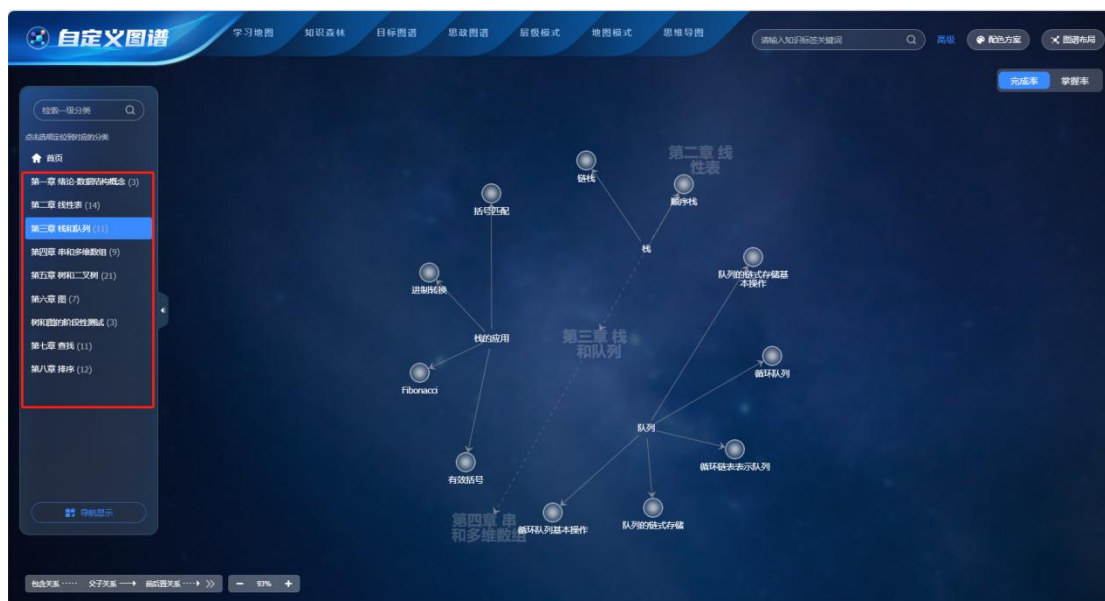 自定义图谱
学习地图 知识森林 目标图谱 思政图谱 层级模式 地图模式 思维导图
请输入知识标签关键词
高级
配色方案
图谱布局
完成率 掌握率
检索一级分类
点击选项定位到对应的分类
首页
第一章 绪论-数据结构概念 (3)
第二章 线性表 (14)
第三章 栈和队列 (11)
第四章 串和多维数组 (9)
第五章 树和二叉树 (21)
第六章 图 (7)
树和图的阶段性测试 (3)
第七章 查找 (11)
第八章 排序 (12)
导航显示
第二章 线
性表
链栈
顺序栈
括号匹配
栈
队列的链式存储基
本操作
进制转换
栈的应用
第三章 栈
和队列
循环队列
Fibonacci
队列
循环链表表示队列
有效括号
第四章 串
和多维数组
循环队列基本操作
队列的链式存储
包含关系 父子关系 前后置关系
93%